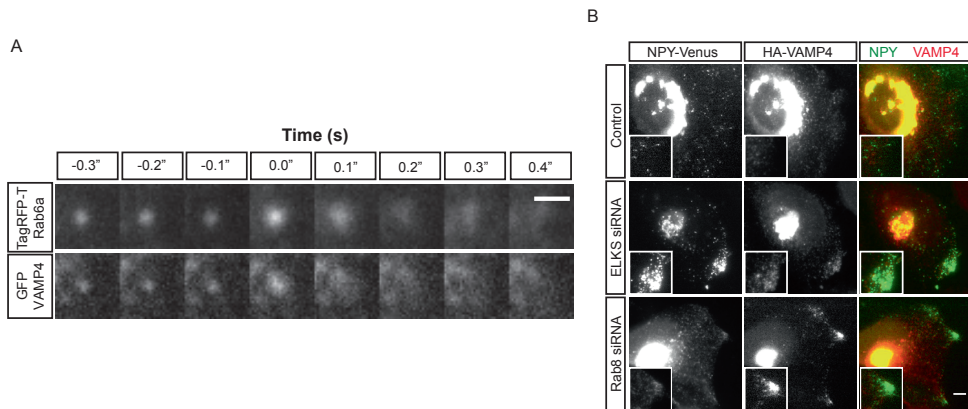 A
Time (s)
-0.3” -0.2” -0.1” 0.0” 0.1” 0.2” 0.3” 0.4”
TagRFP-T
Rab6a
GFP
VAMP4
B
NPY-Venus HA-VAMP4 NPY VAMP4
Control
ELKS siRNA
Rab8 siRNA